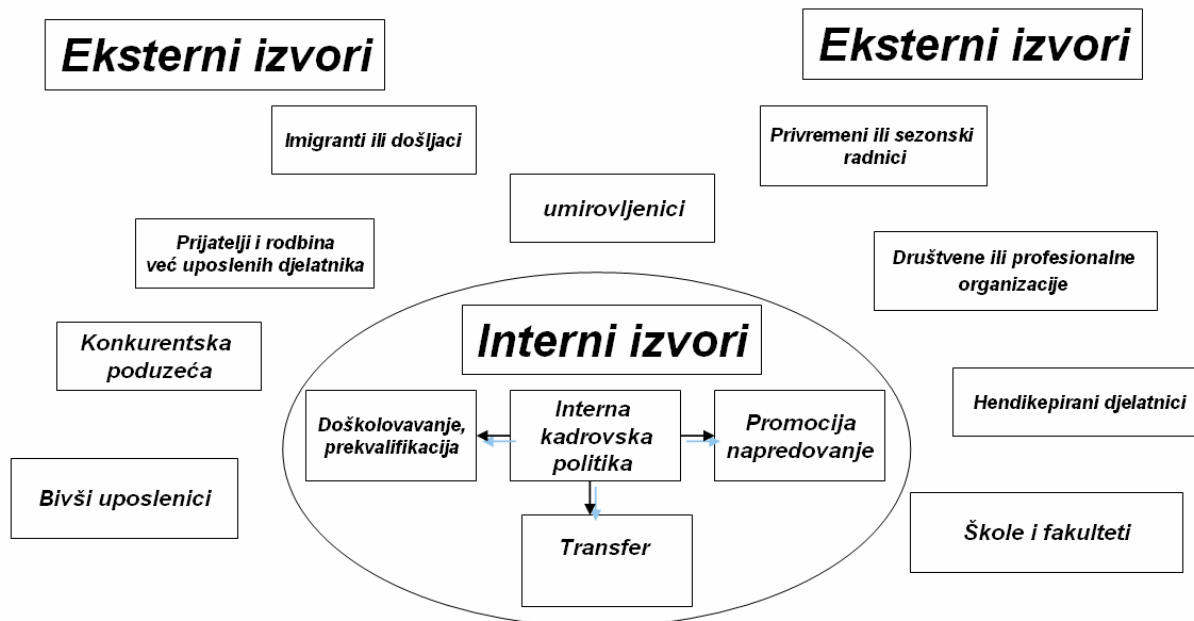 Eksterni izvori
Eksterni izvori
Imigranti ili došljaci
Privremeni ili sezonski
radnici
umirovljenici
Prijatelji i rodbina
već uposlenih djelatnika
Društvene ili profesionalne
organizacije
Konkurentska
poduzeća
Interni izvori
Hendikepirani djelatnici
Doškolovavanje,
prekvalifikacija
Interna
kadrovska
politika
Promocija
napredovanje
Bivši uposlenici
Škole i fakulteti
Transfer